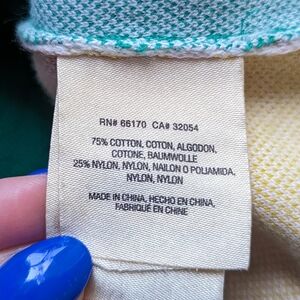 RN# 66170 CA# 32054
75% COTTON, COTON, ALGODON,
COTONE, BAUMWOLLE
25% NYLON, NYLON, NAILON O POLIAMIDA,
NYLON, NYLON
MADE IN CHINA, HECHO EN CHINA,
FABRIQUÉ EN CHINE